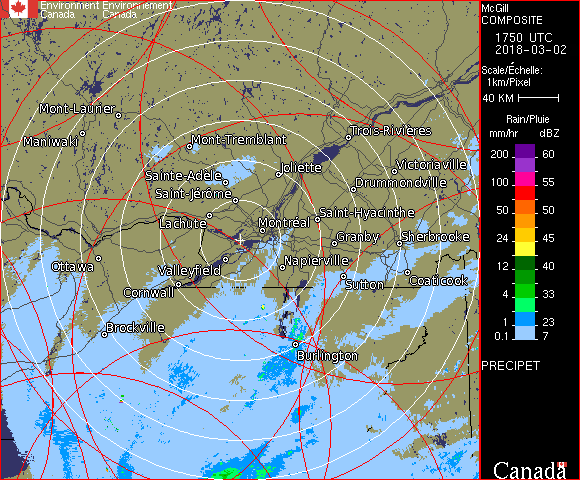 Environment Environnement
Canada Canada
McGill
COMPOSITE
1750 UTC
2018-03-02
Scale/Échelle:
1km/Pixel
40 KM
Rain/Pluie
mm/hr dBZ
200 60
150 57
100 55
50 50
24 45
12 40
4 33
1 23
0.1 7
PRECIPET
Canada
Mont-Laurier
Maniwaki
Mont-Tremblant
Trois-Rivières
Sainte-Adèle
Joliette
Victoriaville
Saint-Jérôme
Drummondville
Lachute
Montréal
Saint-Hyacinthe
Granby
Sherbrooke
Ottawa
Valleyfield
Napierville
Cornwall
Sutton
Coaticook
Brockville
Burlington